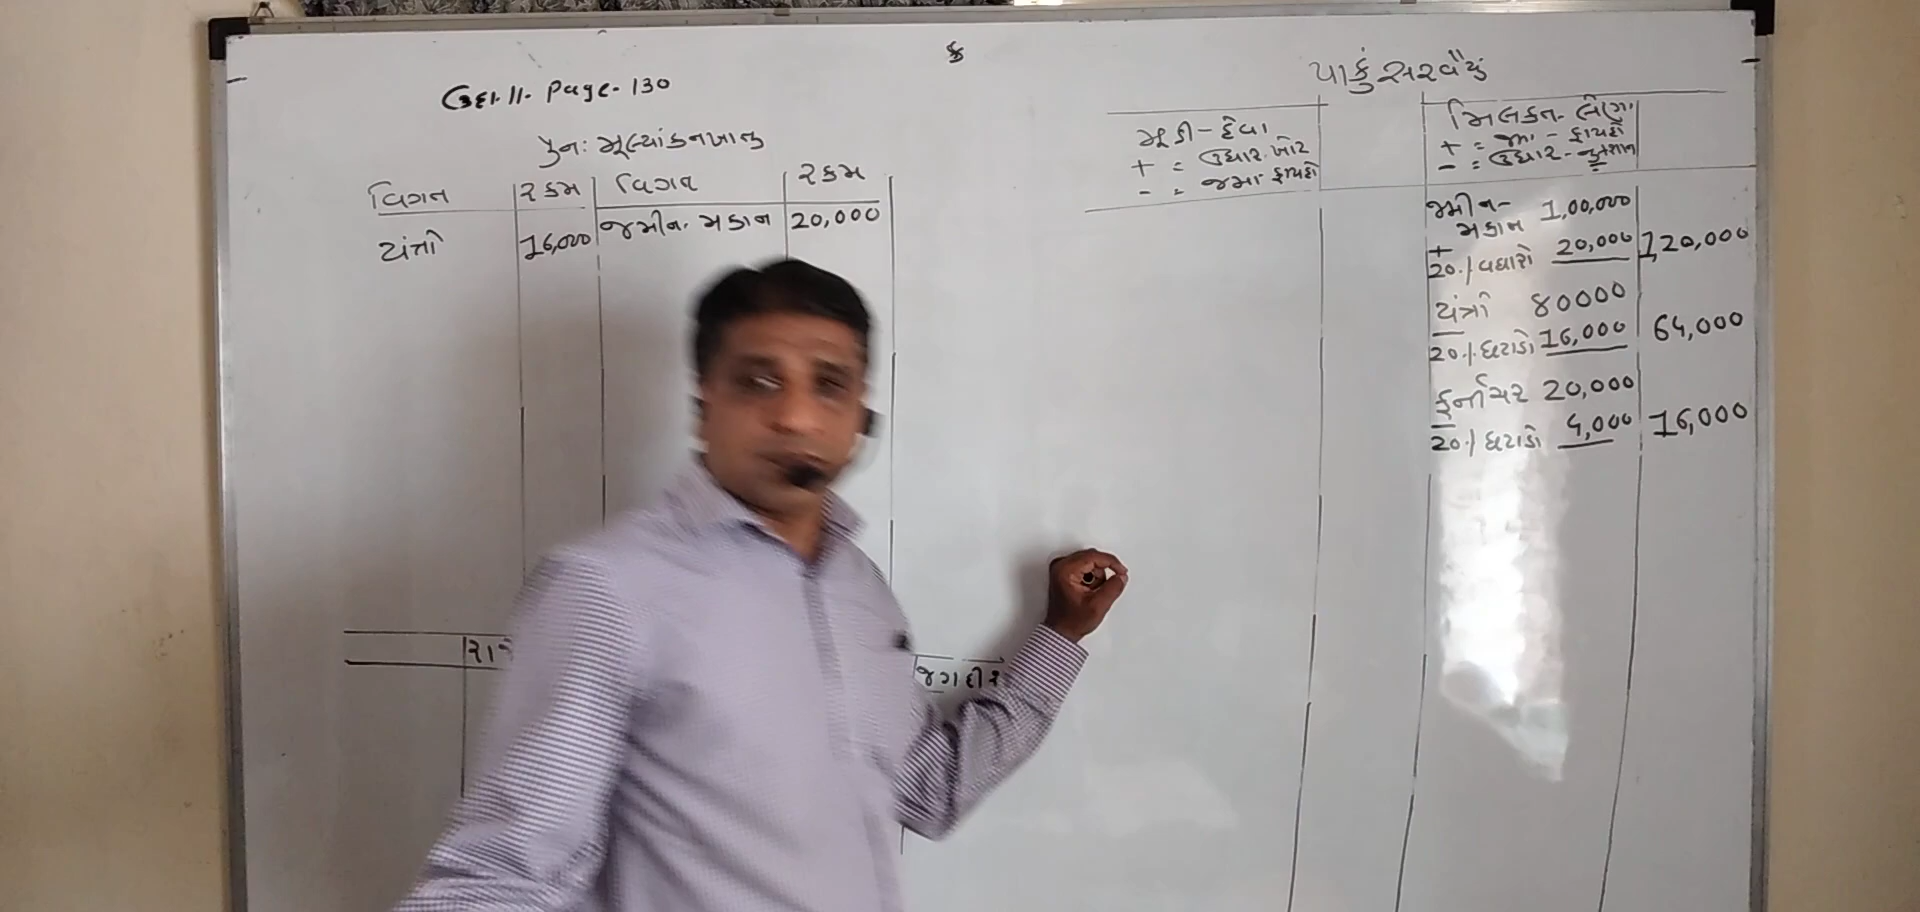 ઉદા.11. Page-130
પુન: મૂલ્યાંકન ખાતુ
વિગત રકમ વિગત રકમ
જમીન-મકાન 20,000
યંત્રો 16,000
જગદીશ
પાકું સરવૈયું
મૂડી-દેવા
+ = ઉધાર-ખોટ
- = જમા ફાયદો
મિલકત-લેણા
+ = જમા - ફાયદો
- = ઉધાર-નુકશાન
જમીન-
મકાન 1,00,000
+
20% વધારો 20,000 1,20,000
યંત્રો 80000
-
20% ઘટાડો 16,000 64,000
ફર્નીચર 20,000
-
20% ઘટાડો 4,000 16,000